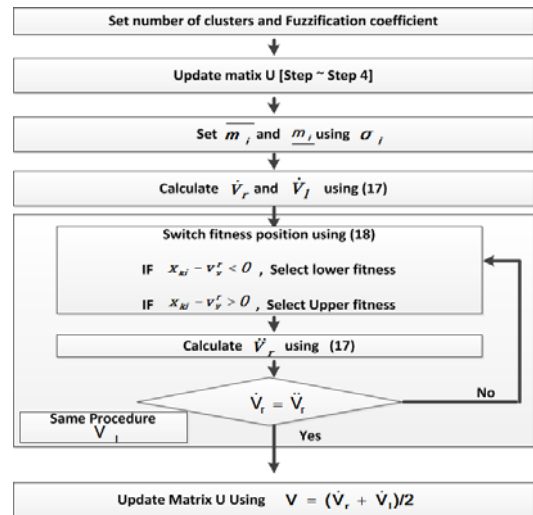 Set number of clusters and Fuzzification coefficient
Update matix U [Step ~ Step 4]
Set m̅ᵢ and m̲ᵢ using σᵢ
Calculate V̇ᵣ and V̇ₗ using (17)
Switch fitness position using (18)
IF xₖᵢ − vᵥʳ < 0 , Select lower fitness
IF xₖᵢ − vᵥʳ > 0 , Select Upper fitness
Calculate V̈ᵣ using (17)
V̇ᵣ = V̈ᵣ
No
Same Procedure
Vₗ
Yes
Update Matrix U Using V = (V̇ᵣ + V̇ₗ)/2